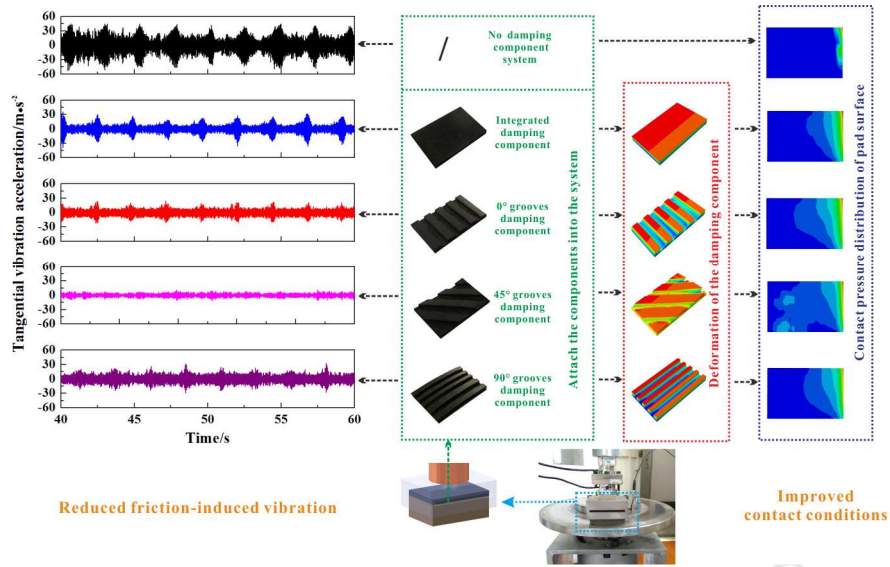 Tangential vibration acceleration/m•s⁻²
60
30
0
-30
-60
60
30
0
-30
-60
60
30
0
-30
-60
60
30
0
-30
-60
60
30
0
-30
-60
40
45
50
55
60
Time/s
No damping
component
system
Integrated
damping
component
0° grooves
damping
component
45° grooves
damping
component
90° grooves
damping
component
Attach the components into the system
Deformation of the damping component
Contact pressure distribution of pad surface
Reduced friction-induced vibration
Improved
contact conditions